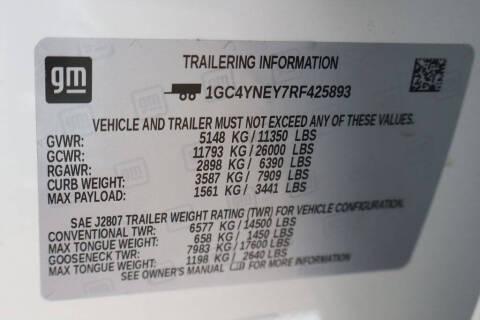 gm
TRAILERING INFORMATION
1GC4YNEY7RF425893
VEHICLE AND TRAILER MUST NOT EXCEED ANY OF THESE VALUES.
GVWR: 5148 KG/11350 LBS
GCWR: 11793 KG/26000 LBS
RGAWR: 2898 KG/ 6390 LBS
CURB WEIGHT: 3587 KG/ 7909 LBS
MAX PAYLOAD: 1561 KG/ 3441 LBS
SAE J2807 TRAILER WEIGHT RATING (TWR) FOR VEHICLE CONFIGURATION.
CONVENTIONAL TWR: 6577 KG/14500 LBS
MAX TONGUE WEIGHT: 658 KG/ 1450 LBS
GOOSENECK TWR: 7983 KG/17600 LBS
MAX TONGUE WEIGHT: 1198 KG/ 2640 LBS
SEE OWNER'S MANUAL FOR MORE INFORMATION.